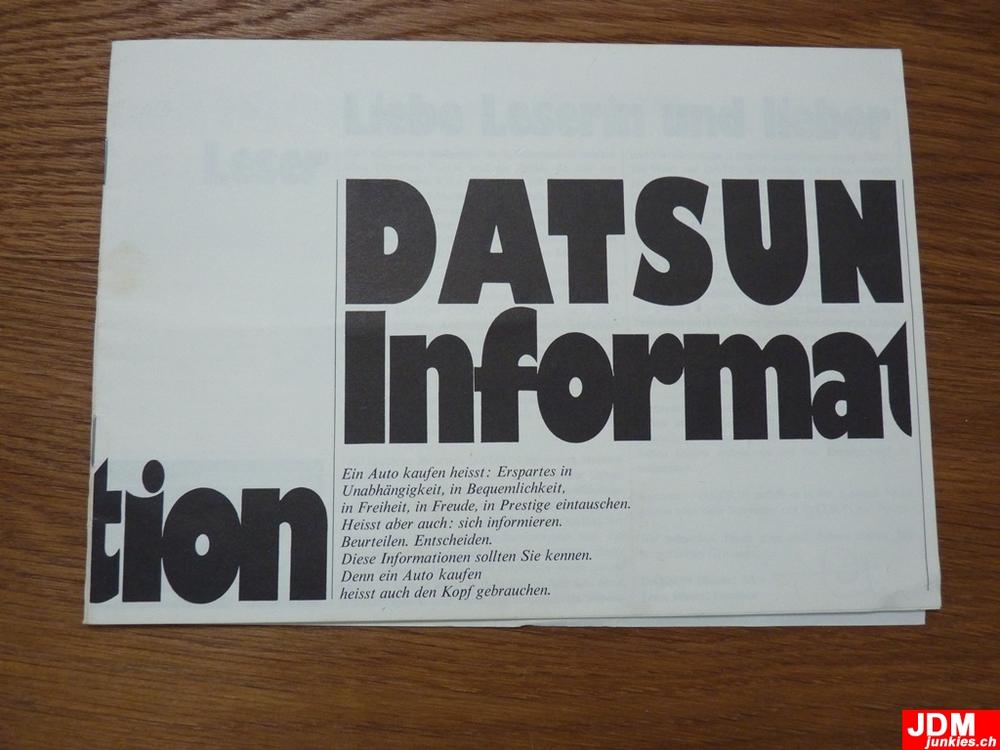 Liebe Leserin und lieber
Leser
DATSUN
Informat
tion
Ein Auto kaufen heisst: Erspartes in
Unabhängigkeit, in Bequemlichkeit,
in Freiheit, in Freude, in Prestige eintauschen.
Heisst aber auch: sich informieren.
Beurteilen. Entscheiden.
Diese Informationen sollten Sie kennen.
Denn ein Auto kaufen
heisst auch den Kopf gebrauchen.
JDM
junkies.ch